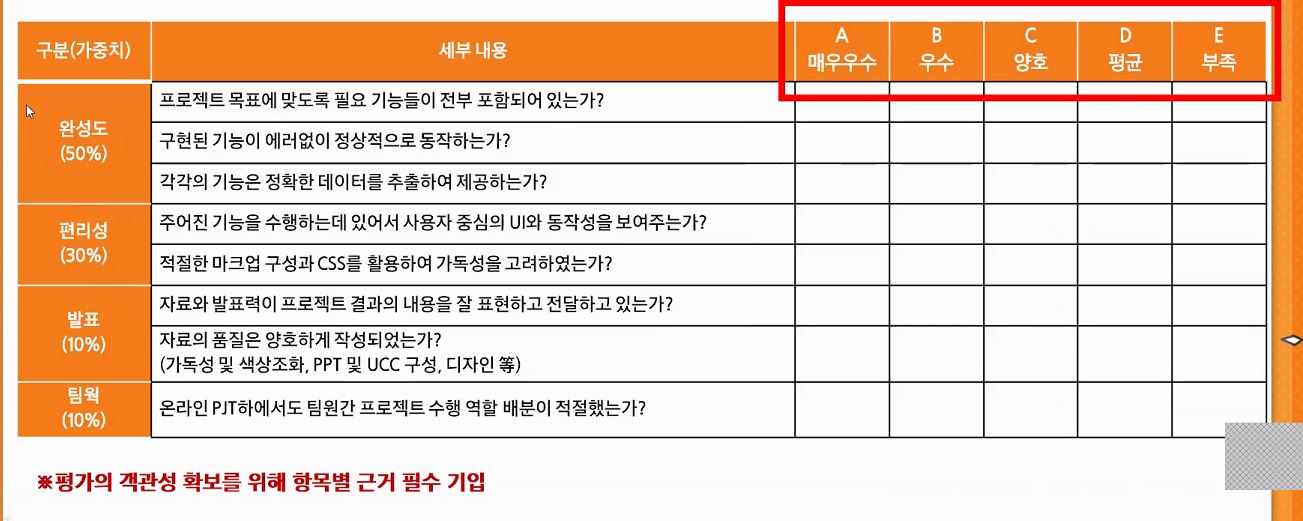 구분(가중치)
세부 내용
A
매우우수
B
우수
C
양호
D
평균
E
부족
완성도
(50%)
프로젝트 목표에 맞도록 필요 기능들이 전부 포함되어 있는가?
구현된 기능이 에러없이 정상적으로 동작하는가?
각각의 기능은 정확한 데이터를 추출하여 제공하는가?
편리성
(30%)
주어진 기능을 수행하는데 있어서 사용자 중심의 UI와 동작성을 보여주는가?
적절한 마크업 구성과 CSS를 활용하여 가독성을 고려하였는가?
발표
(10%)
자료와 발표력이 프로젝트 결과의 내용을 잘 표현하고 전달하고 있는가?
자료의 품질은 양호하게 작성되었는가?
(가독성 및 색상조화, PPT 및 UCC 구성, 디자인 等)
팀웍
(10%)
온라인 PJT하에서도 팀원간 프로젝트 수행 역할 배분이 적절했는가?
※평가의 객관성 확보를 위해 항목별 근거 필수 기입